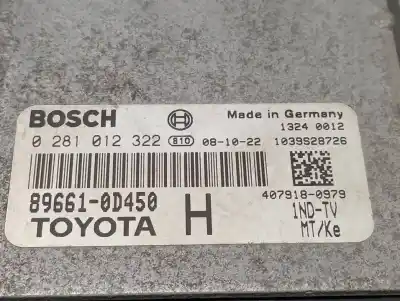 BOSCH Made in Germany
0 281 012 322 810 08-10-22 1324 0012
1039S28726
89661-0D450 407918-0979
TOYOTA H 1ND-TV
MT/Ke